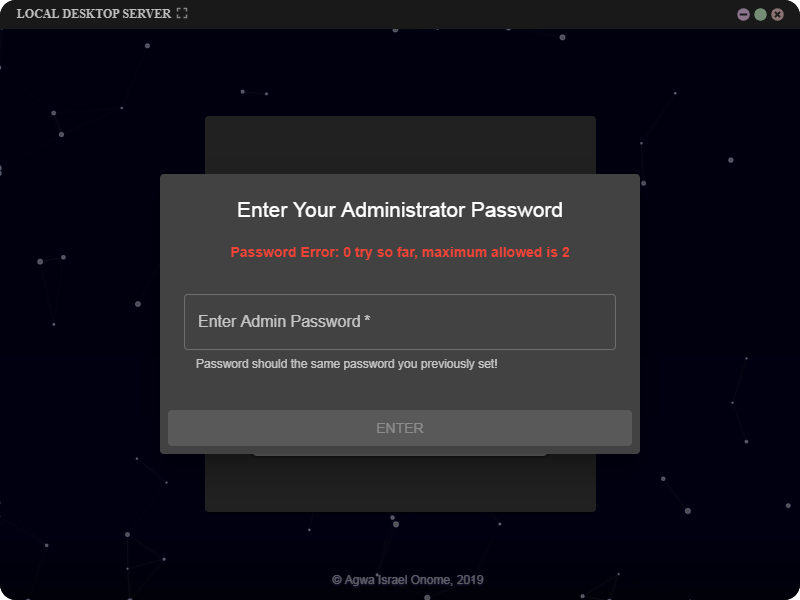 LOCAL DESKTOP SERVER
Enter Your Administrator Password
Password Error: 0 try so far, maximum allowed is 2
Enter Admin Password *
Password should the same password you previously set!
ENTER
© Agwa Israel Onome, 2019